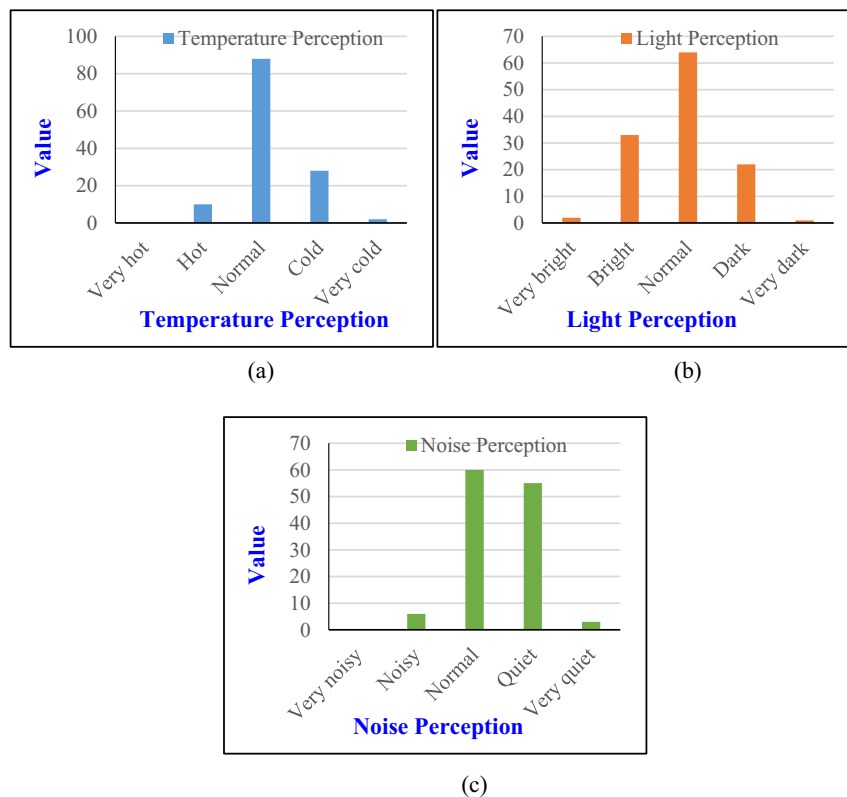 Temperature Perception
100
80
60
40
20
0
Value
Very hot
Hot
Normal
Cold
Very cold
Temperature Perception
(a)
Light Perception
70
60
50
40
30
20
10
0
Value
Very bright
Bright
Normal
Dark
Very dark
Light Perception
(b)
Noise Perception
70
60
50
40
30
20
10
0
Value
Very noisy
Noisy
Normal
Quiet
Very quiet
Noise Perception
(c)